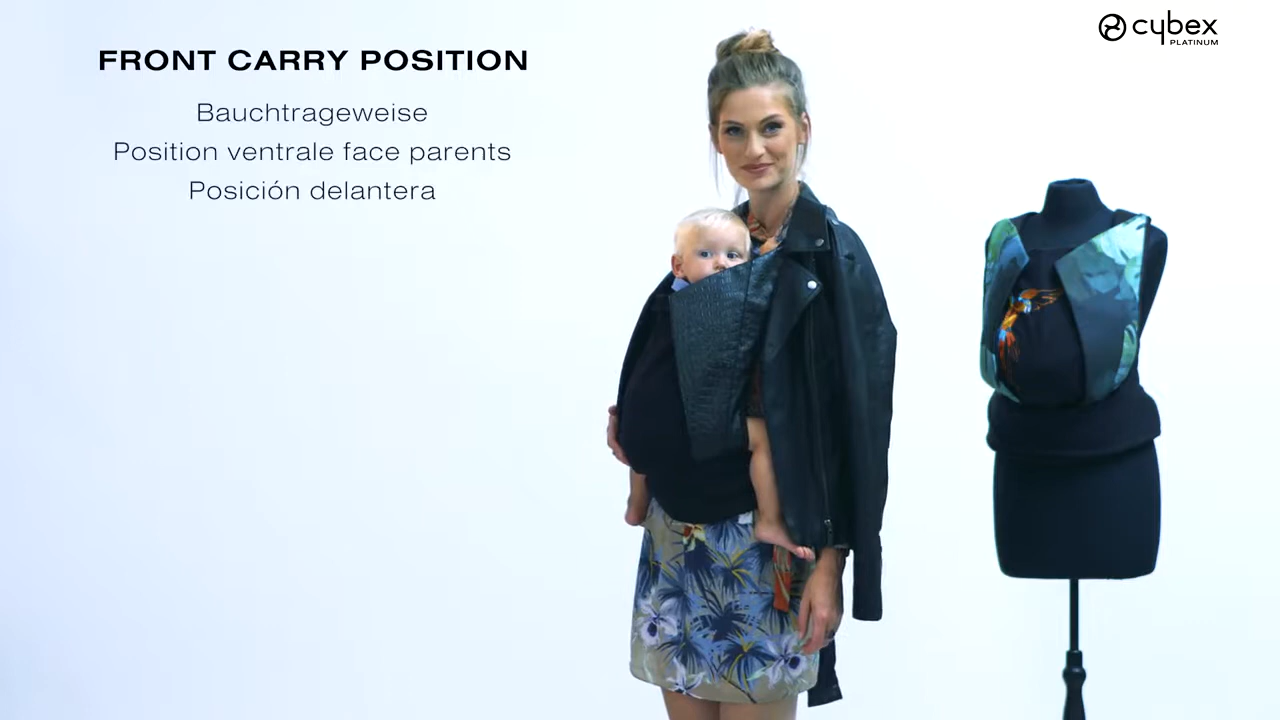 FRONT CARRY POSITION
Bauchtrageweise
Position ventrale face parents
Posición delantera
cybex
PLATINUM